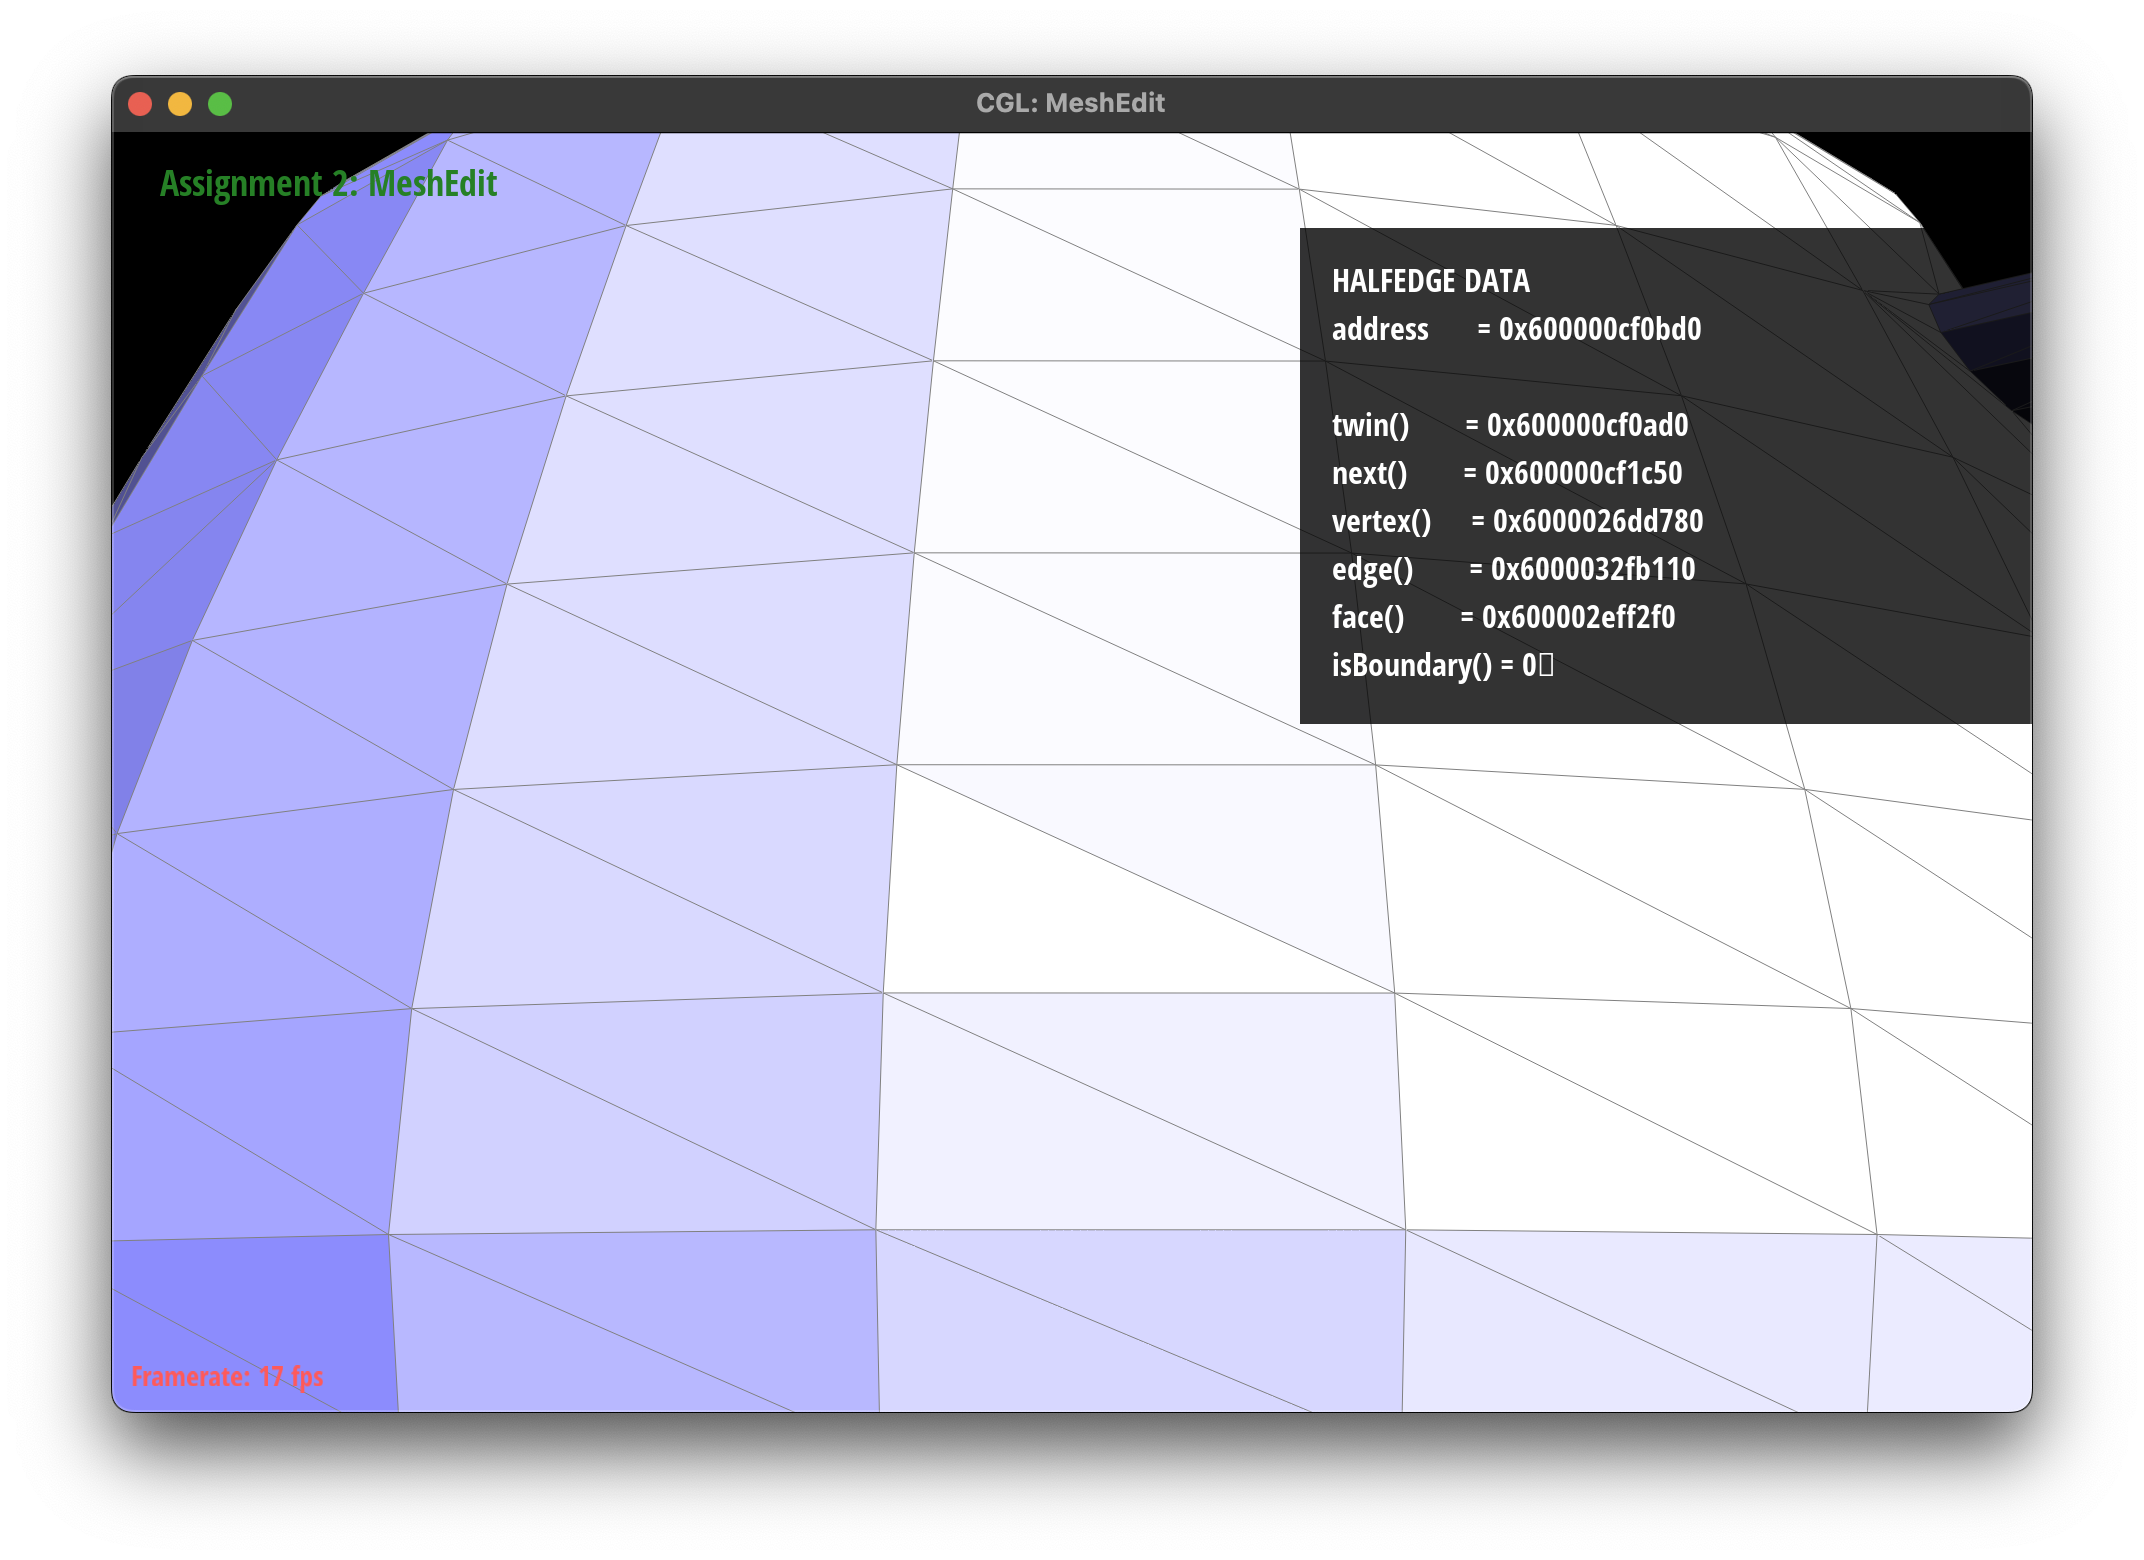 CGL: MeshEdit
Assignment 2: MeshEdit
HALFEDGE DATA
address = 0x600000cf0bd0
twin() = 0x600000cf0ad0
next() = 0x600000cf1c50
vertex() = 0x6000026dd780
edge() = 0x6000032fb110
face() = 0x600002eff2f0
isBoundary() = 0
Framerate: 17 fps